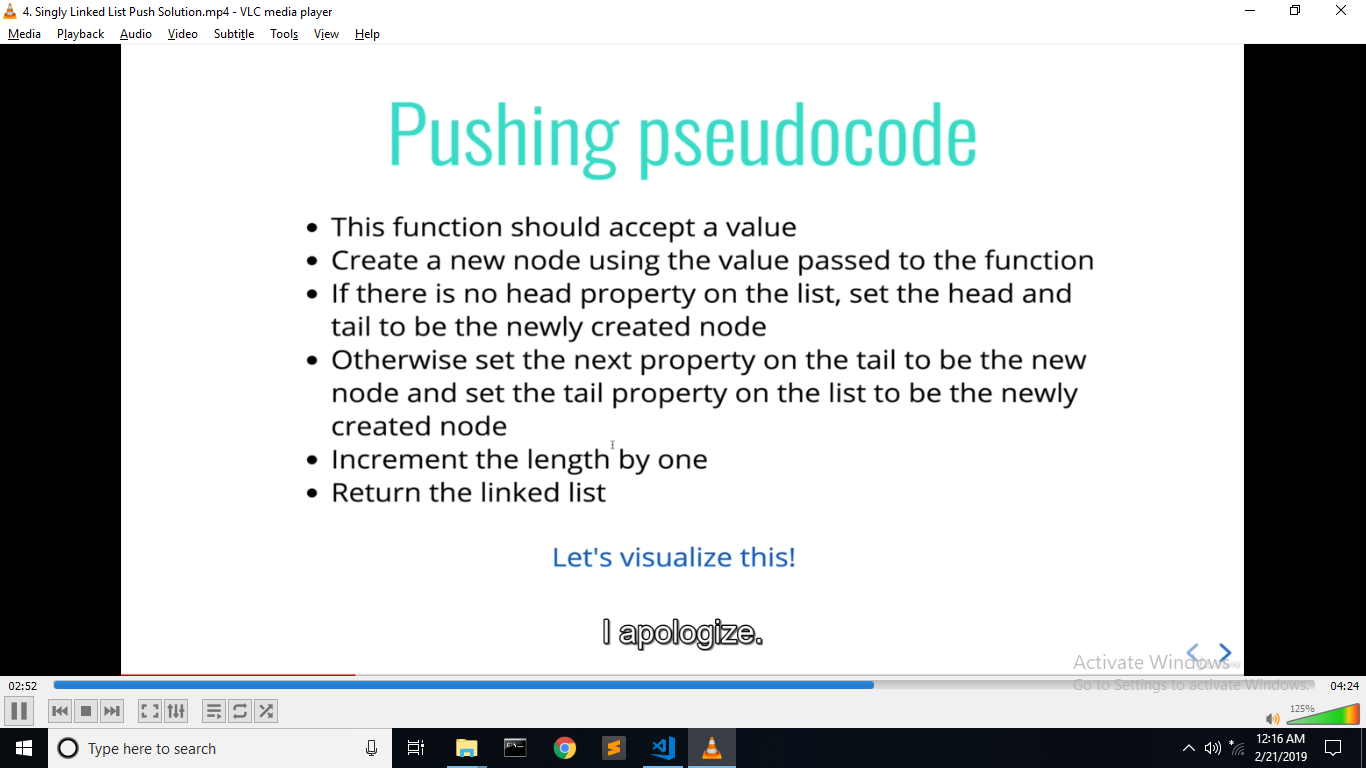 4. Singly Linked List Push Solution.mp4 - VLC media player
Media Playback Audio Video Subtitle Tools View Help
Pushing pseudocode
• This function should accept a value
• Create a new node using the value passed to the function
• If there is no head property on the list, set the head and
tail to be the newly created node
• Otherwise set the next property on the tail to be the new
node and set the tail property on the list to be the newly
created node
• Increment the length by one
• Return the linked list
Let's visualize this!
I apologize.
Activate Windows
Go to Settings to activate Windows.
02:52 04:24
125%
Type here to search
12:16 AM
2/21/2019